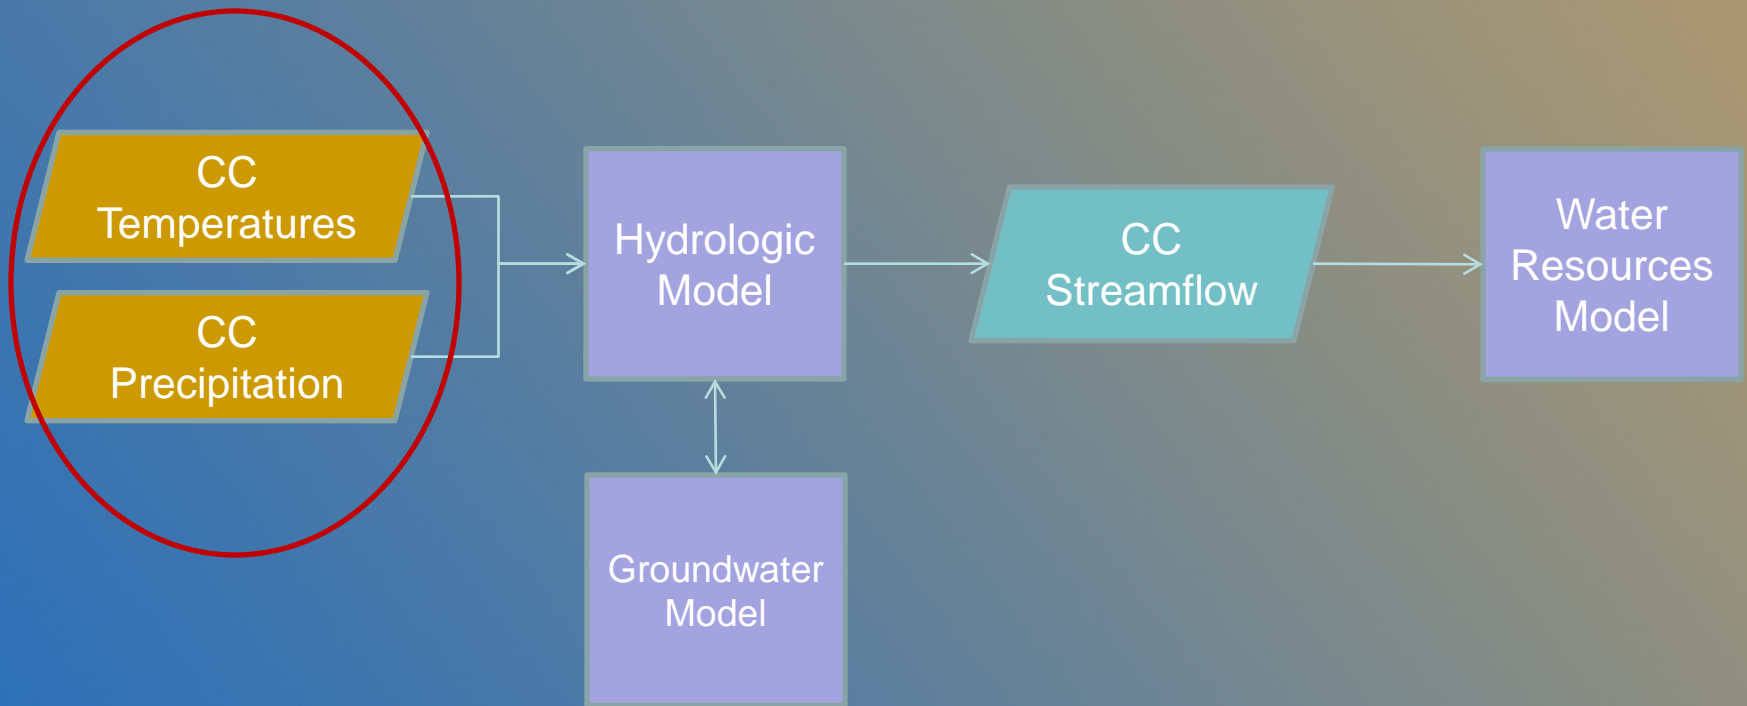 CC
Temperatures
CC
Precipitation
Hydrologic
Model
Groundwater
Model
CC
Streamflow
Water
Resources
Model